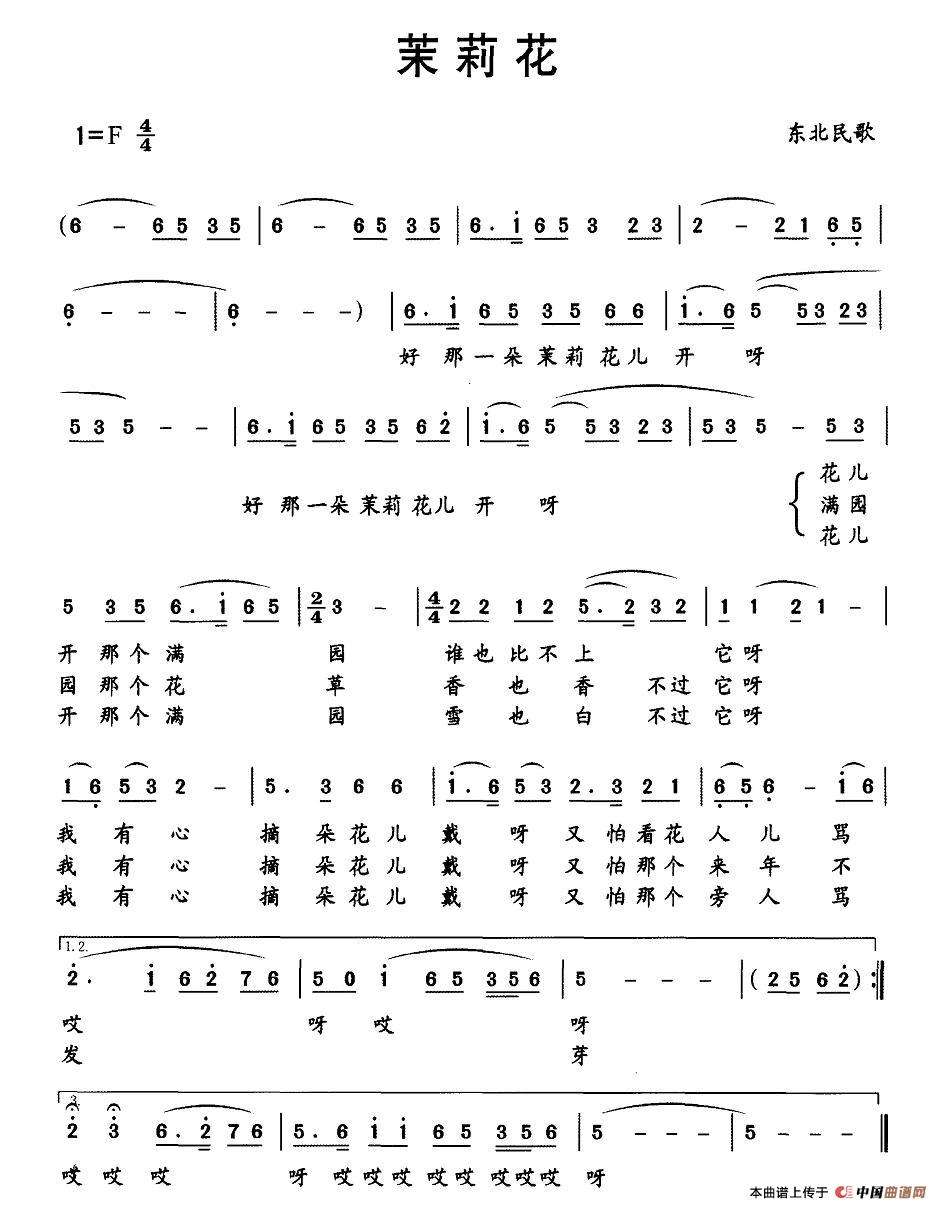 茉莉花
1=F 4/4 东北民歌
(6 - 65 35 | 6 - 65 35 | 6. i 65 3 23 | 2 - 21 65 |
6 - - - | 6 - - -) | 6. i 65 35 66 | i. 6 5 53 23 |
好 那一朵 茉莉 花儿 开 呀
53 5 - - | 6. i 65 35 62 | i. 6 5 53 23 | 53 5 - 53 |
花儿
好 那一朵 茉莉 花儿 开 呀 满园
花儿
5 35 6. i 65 | 2/4 3 - | 4/4 22 12 5. 2 32 | 1 1 2 1 - |
开 那个满 园 谁也比不上 它呀
园 那个花 草 香也香 不过它呀
开 那个满 园 雪也白 不过它呀
16 53 2 - | 5. 3 6 6 | i. 6 53 2. 3 21 | 65 6 - i6 |
我 有 心 摘 朵花儿 戴 呀 又 怕看花 人 儿 骂
我 有 心 摘 朵花儿 戴 呀 又 怕那个 来 年 不
我 有 心 摘 朵花儿 戴 呀 又 怕那个 旁 人 骂
1.2.
2. i 62 76 | 50 i 65 356 | 5 - - - | (25 62) :||
哎 呀 哎 呀
发 芽
3.
2 3 6. 2 76 | 5. 6 i i 65 356 | 5 - - - | 5 - - - ||
哎 哎 哎 呀 哎哎哎 哎哎 哎哎哎 呀
本曲谱上传于 中国曲谱网